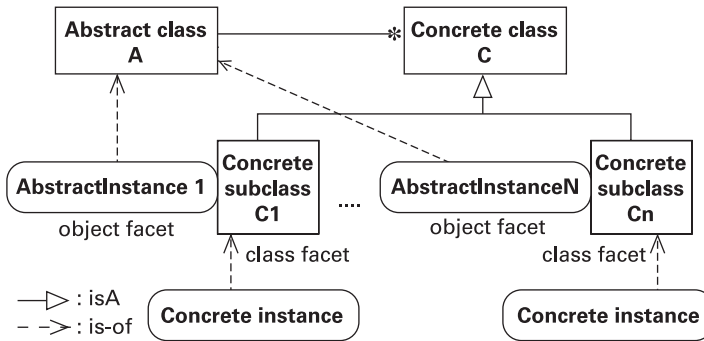 Abstract class
A
*
Concrete class
C
AbstractInstance 1
Concrete
subclass
C1
....
AbstractInstanceN
Concrete
subclass
Cn
object facet
class facet
object facet
class facet
: isA
: is-of
Concrete instance
Concrete instance